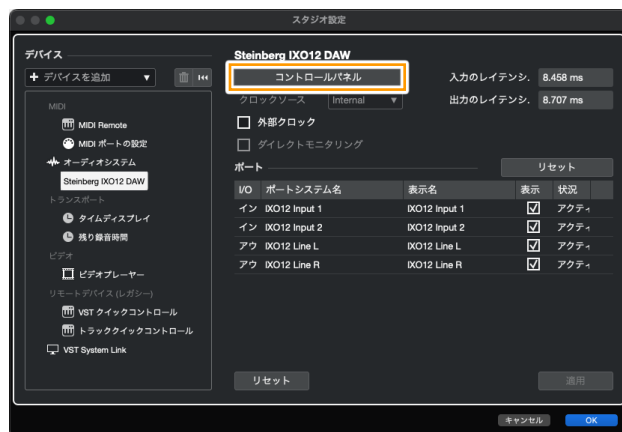 スタジオ設定
デバイス
+ デバイスを追加 ▼
MIDI
MIDI Remote
MIDI ポートの設定
オーディオシステム
Steinberg IXO12 DAW
トランスポート
タイムディスプレイ
残り録音時間
ビデオ
ビデオプレーヤー
リモートデバイス (レガシー)
VST クイックコントロール
トラッククイックコントロール
VST System Link
Steinberg IXO12 DAW
コントロールパネル 入力のレイテンシ. 8.458 ms
クロックソース Internal ▼ 出力のレイテンシ. 8.707 ms
外部クロック
ダイレクトモニタリング
ポート リセット
I/O ポートシステム名 表示名 表示 状況
イン IXO12 Input 1 IXO12 Input 1 アクティ
イン IXO12 Input 2 IXO12 Input 2 アクティ
アウ IXO12 Line L IXO12 Line L アクティ
アウ IXO12 Line R IXO12 Line R アクティ
リセット 適用
キャンセル OK